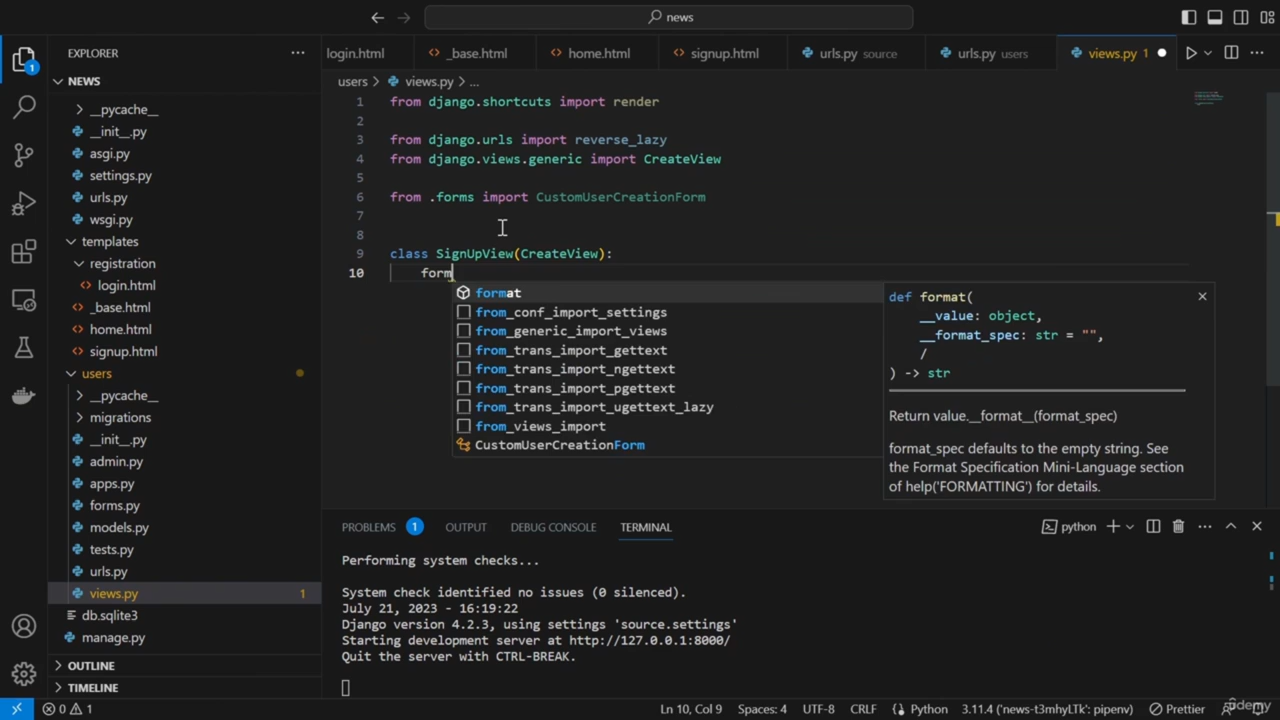 news
EXPLORER
login.html
_base.html
home.html
signup.html
urls.py source
urls.py users
views.py 1
NEWS
users > views.py > ...
__pycache__
__init__.py
asgi.py
settings.py
urls.py
wsgi.py
templates
registration
login.html
_base.html
home.html
signup.html
users
__pycache__
migrations
__init__.py
admin.py
apps.py
forms.py
models.py
tests.py
urls.py
views.py 1
db.sqlite3
manage.py
OUTLINE
TIMELINE
1
1 from django.shortcuts import render
2
3 from django.urls import reverse_lazy
4 from django.views.generic import CreateView
5
6 from .forms import CustomUserCreationForm
7
8
9 class SignUpView(CreateView):
10 form
format
from_conf_import_settings
from_generic_import_views
from_trans_import_gettext
from_trans_import_ngettext
from_trans_import_pgettext
from_trans_import_ugettext_lazy
from_views_import
CustomUserCreationForm
def format(
__value: object,
__format_spec: str = "",
/
) -> str
Return value.__format__(format_spec)
format_spec defaults to the empty string. See
the Format Specification Mini-Language section
of help('FORMATTING') for details.
PROBLEMS 1 OUTPUT DEBUG CONSOLE TERMINAL
python
Performing system checks...
System check identified no issues (0 silenced).
July 21, 2023 - 16:19:22
Django version 4.2.3, using settings 'source.settings'
Starting development server at http://127.0.0.1:8000/
Quit the server with CTRL-BREAK.
0 1
Ln 10, Col 9 Spaces: 4 UTF-8 CRLF Python 3.11.4 ('news-t3mhyLTk': pipenv) Prettier
Udemy